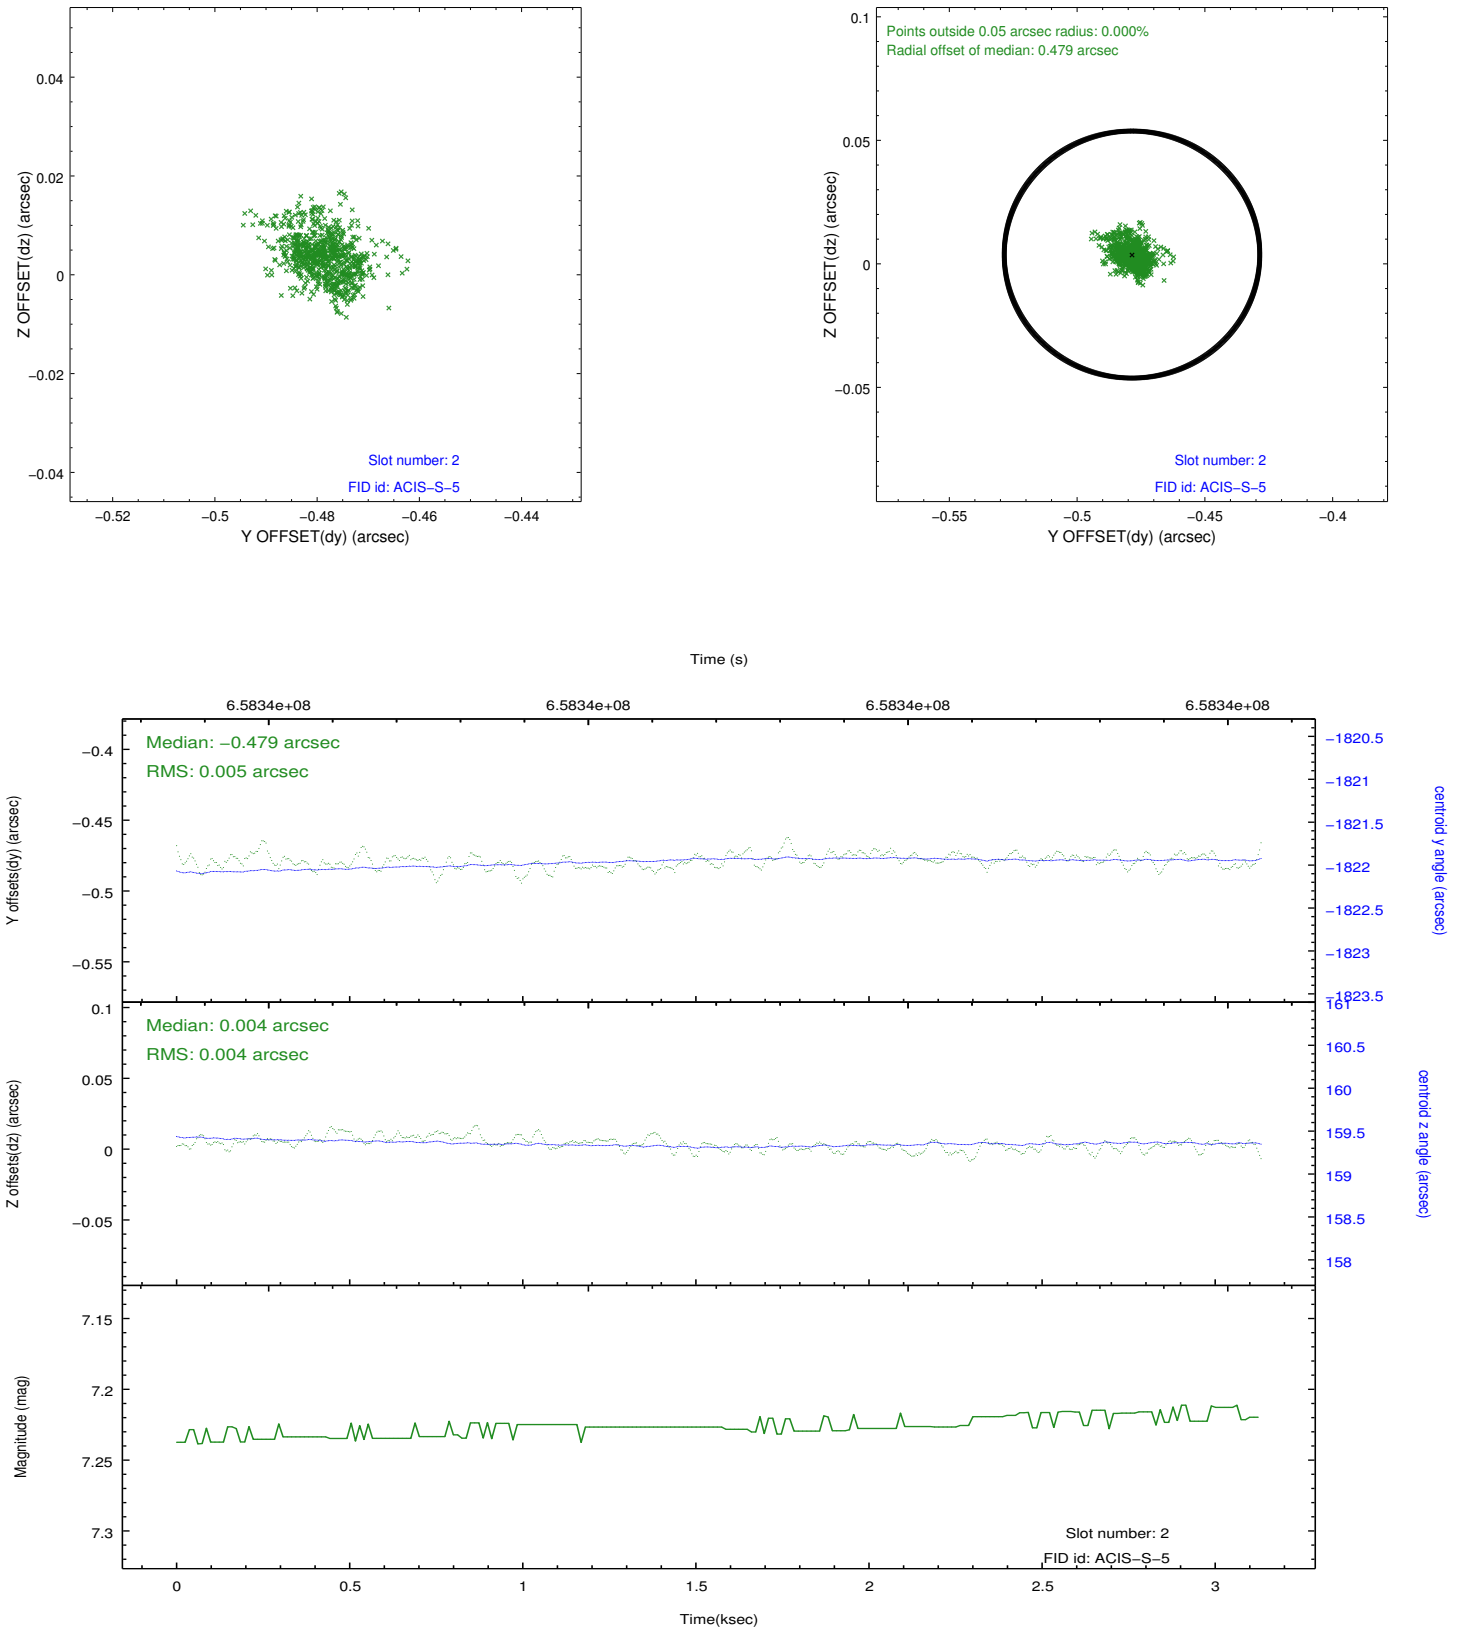 0.04
0.02
0
−0.02
−0.04
Z OFFSET(dz) (arcsec)
Slot number: 2
FID id: ACIS−S−5
−0.52
−0.5
−0.48
−0.46
−0.44
Y OFFSET(dy) (arcsec)
Points outside 0.05 arcsec radius: 0.000%
Radial offset of median: 0.479 arcsec
0.1
0.05
0
−0.05
Z OFFSET(dz) (arcsec)
Slot number: 2
FID id: ACIS−S−5
−0.55
−0.5
−0.45
−0.4
Y OFFSET(dy) (arcsec)
Time (s)
6.5834e+08
6.5834e+08
6.5834e+08
6.5834e+08
Median: −0.479 arcsec
RMS: 0.005 arcsec
−0.4
−0.45
−0.5
−0.55
Y offsets(dy) (arcsec)
−1820.5
−1821
−1821.5
−1822
−1822.5
−1823
−1823.5
centroid y angle (arcsec)
Median: 0.004 arcsec
RMS: 0.004 arcsec
0.1
0.05
0
−0.05
Z offsets(dz) (arcsec)
161
160.5
160
159.5
159
158.5
158
centroid z angle (arcsec)
7.15
7.2
7.25
7.3
Magnitude (mag)
Slot number: 2
FID id: ACIS−S−5
0
0.5
1
1.5
2
2.5
3
Time(ksec)